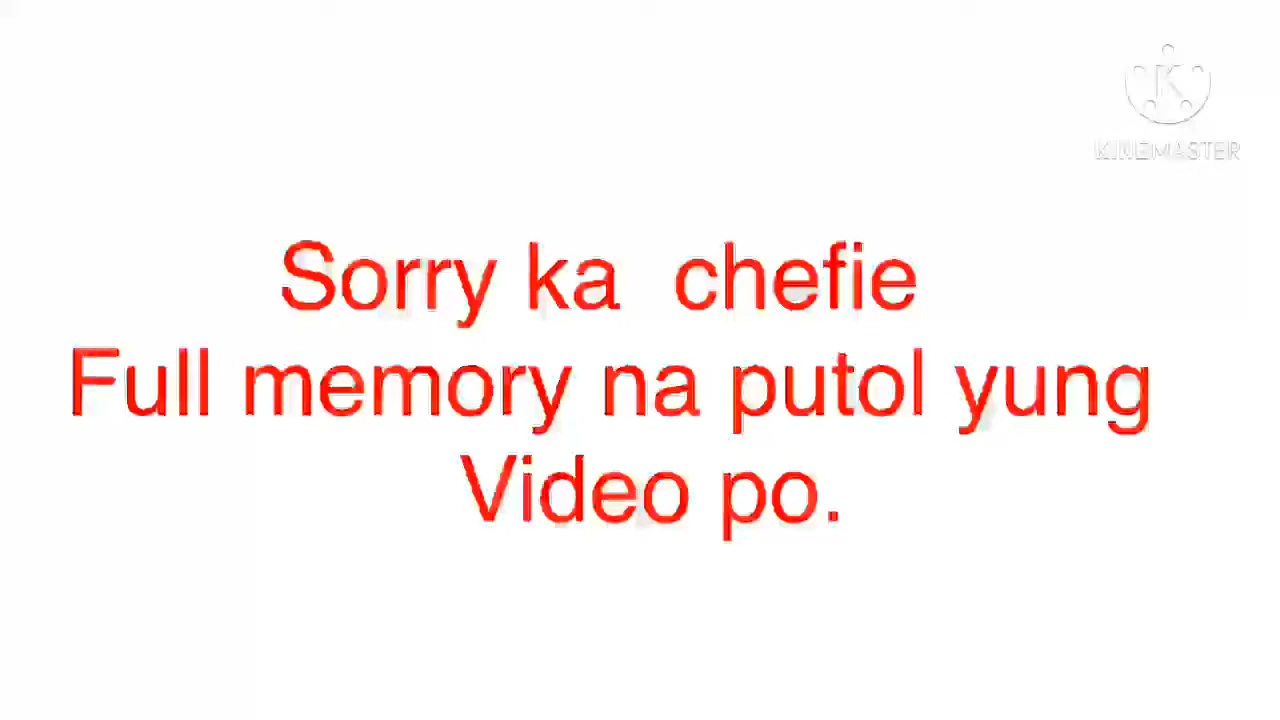 KINEMASTER
Sorry ka chefie
Full memory na putol yung
Video po.